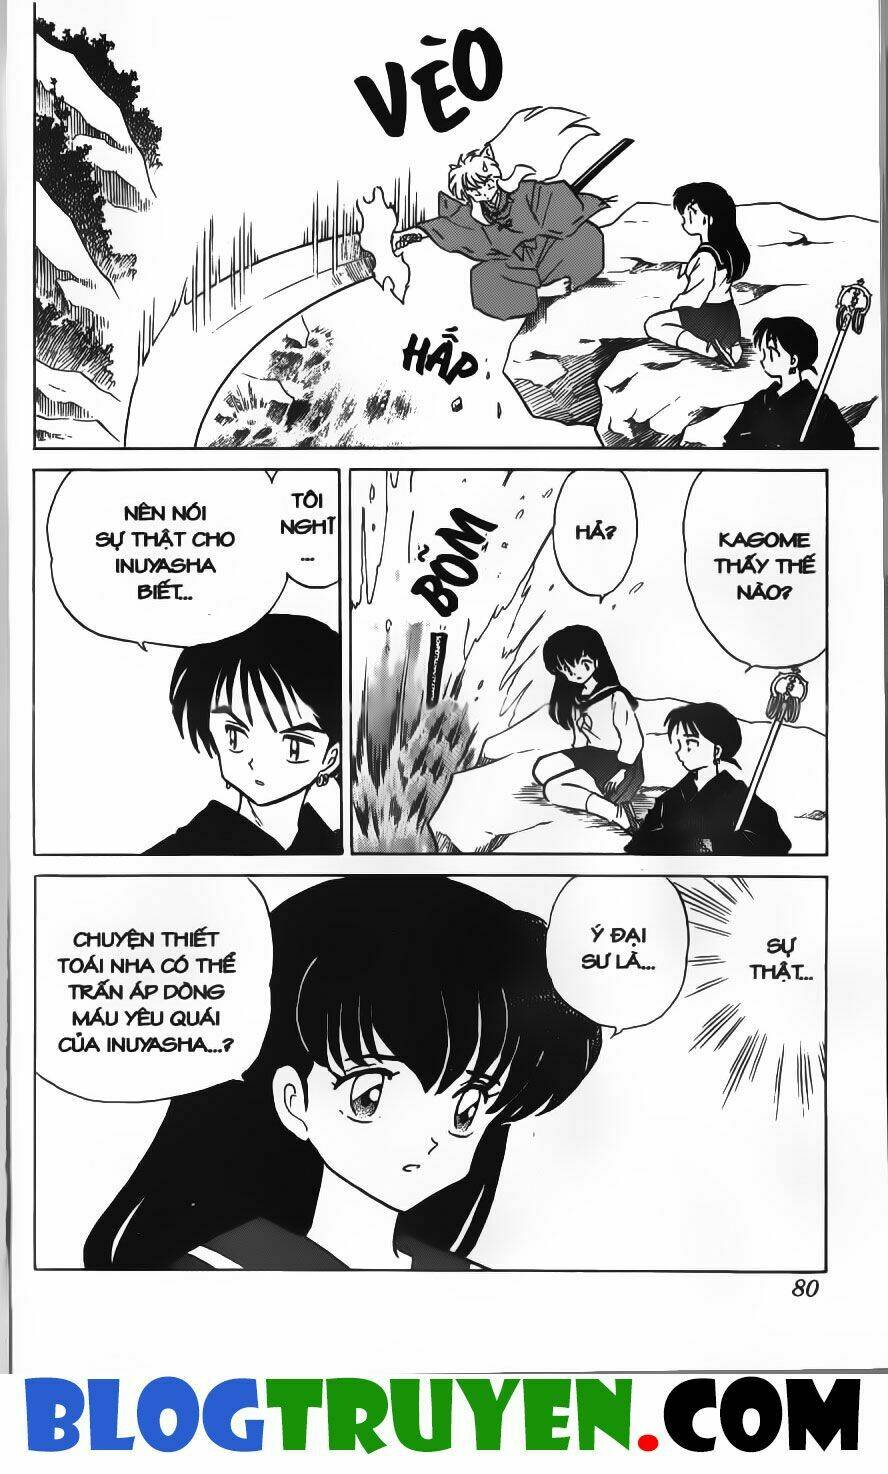 VÈO
HẤP
KAGOME
THẤY THẾ
NÀO?
HẢ?
BÕM
TÔI
NGHĨ
...
NÊN NÓI
SỰ THẬT CHO
INUYASHA
BIẾT...
SỰ
THẬT...
Ý ĐẠI
SƯ LÀ...
CHUYỆN THIẾT
TOÁI NHA CÓ THỂ
TRẤN ÁP DÒNG
MÁU YÊU QUÁI
CỦA INUYASHA...?
80
BLOGTRUYEN.COM